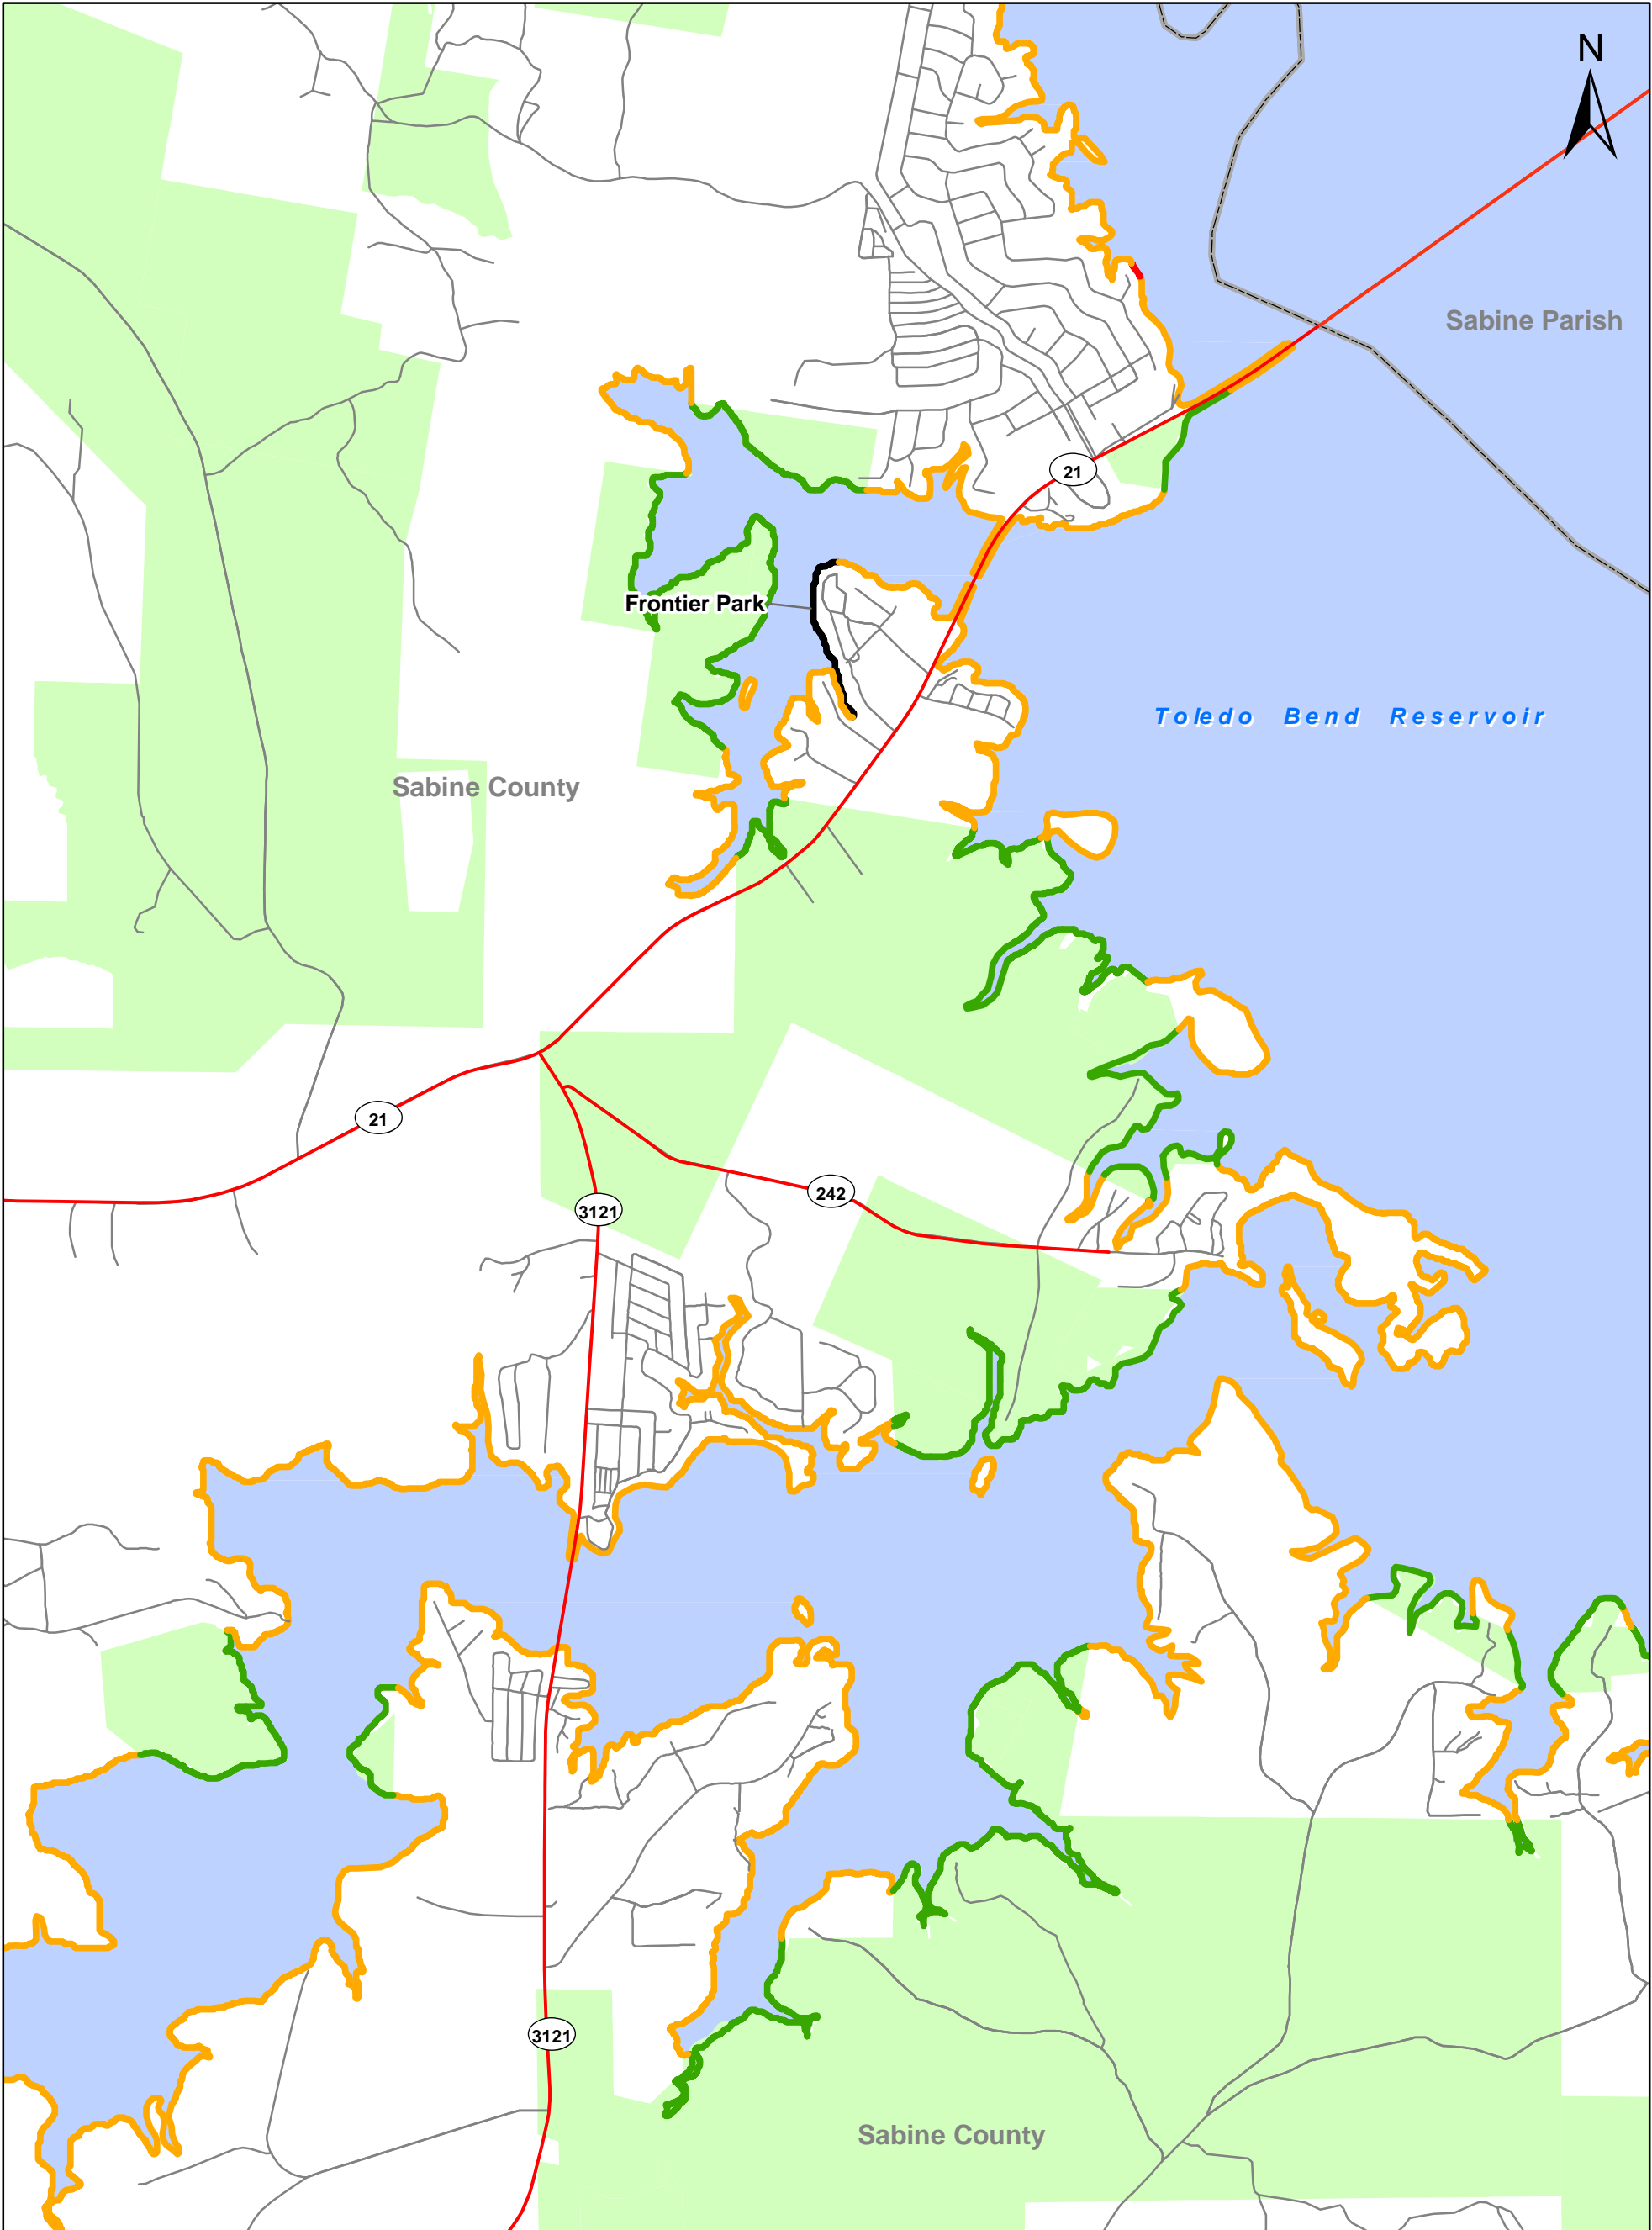 N
Sabine Parish
21
Frontier Park
Toledo Bend Reservoir
Sabine County
21
242
3121
3121
Sabine County